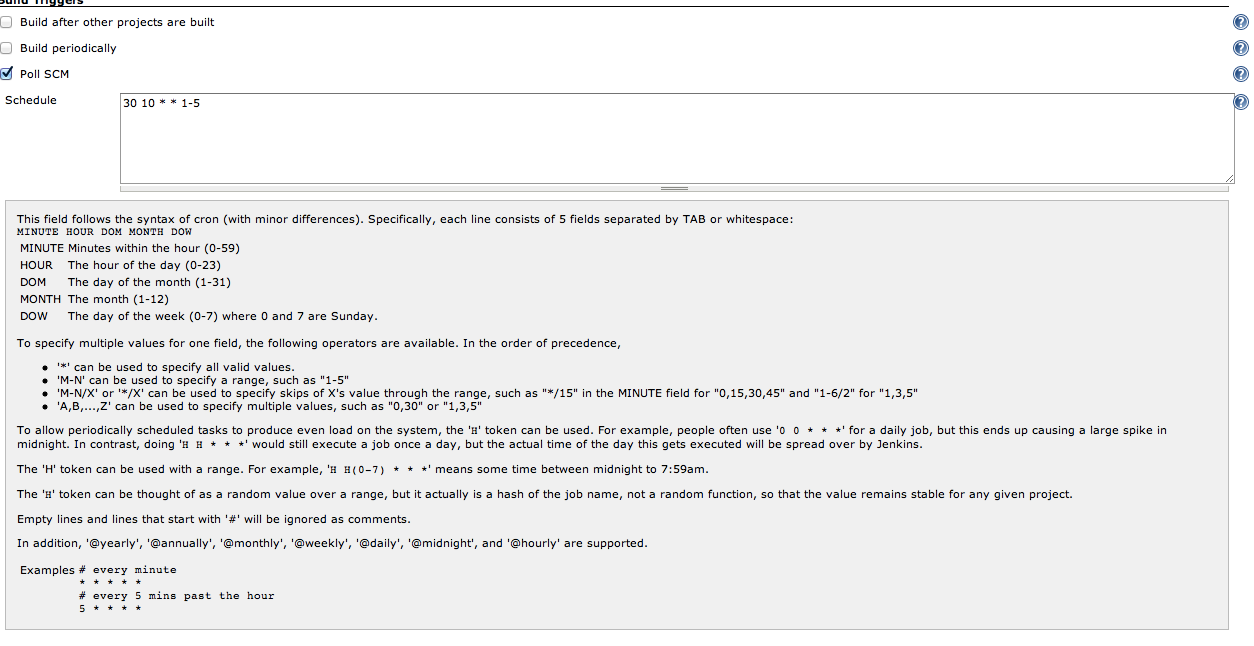 Build Triggers
Build after other projects are built
Build periodically
Poll SCM
Schedule
30 10 * * 1-5
This field follows the syntax of cron (with minor differences). Specifically, each line consists of 5 fields separated by TAB or whitespace:
MINUTE HOUR DOM MONTH DOW
MINUTE Minutes within the hour (0-59)
HOUR The hour of the day (0-23)
DOM The day of the month (1-31)
MONTH The month (1-12)
DOW The day of the week (0-7) where 0 and 7 are Sunday.
To specify multiple values for one field, the following operators are available. In the order of precedence,
• '*' can be used to specify all valid values.
• 'M-N' can be used to specify a range, such as "1-5"
• 'M-N/X' or '*/X' can be used to specify skips of X's value through the range, such as "*/15" in the MINUTE field for "0,15,30,45" and "1-6/2" for "1,3,5"
• 'A,B,...,Z' can be used to specify multiple values, such as "0,30" or "1,3,5"
To allow periodically scheduled tasks to produce even load on the system, the 'H' token can be used. For example, people often use '0 0 * * *' for a daily job, but this ends up causing a large spike in
midnight. In contrast, doing 'H H * * *' would still execute a job once a day, but the actual time of the day this gets executed will be spread over by Jenkins.
The 'H' token can be used with a range. For example, 'H H(0-7) * * *' means some time between midnight to 7:59am.
The 'H' token can be thought of as a random value over a range, but it actually is a hash of the job name, not a random function, so that the value remains stable for any given project.
Empty lines and lines that start with '#' will be ignored as comments.
In addition, '@yearly', '@annually', '@monthly', '@weekly', '@daily', '@midnight', and '@hourly' are supported.
Examples # every minute
* * * * *
# every 5 mins past the hour
5 * * * *